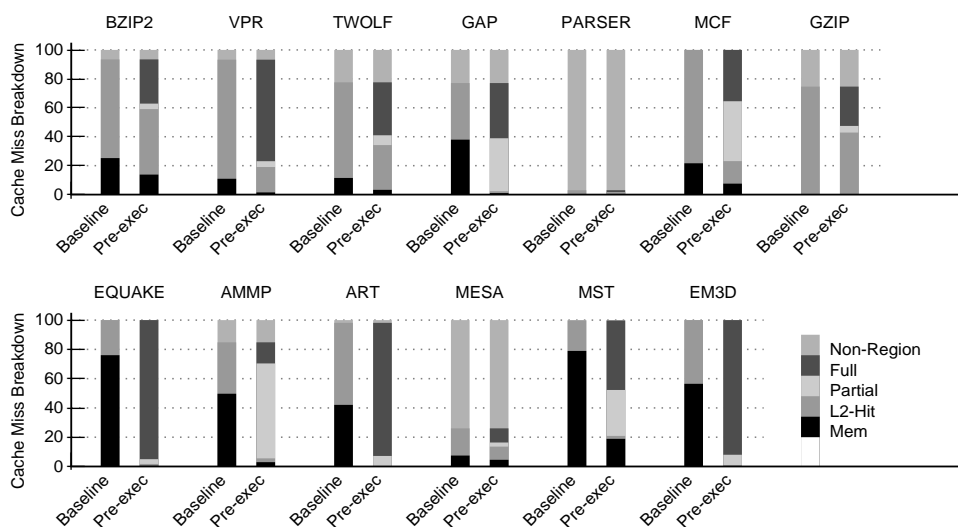 BZIP2 VPR TWOLF GAP PARSER MCF GZIP
100
80
60
40
20
0
Cache Miss Breakdown
Baseline Pre-exec Baseline Pre-exec Baseline Pre-exec Baseline Pre-exec Baseline Pre-exec Baseline Pre-exec Baseline Pre-exec
EQUAKE AMMP ART MESA MST EM3D
100
80
60
40
20
0
Cache Miss Breakdown
Baseline Pre-exec Baseline Pre-exec Baseline Pre-exec Baseline Pre-exec Baseline Pre-exec Baseline Pre-exec
Non-Region
Full
Partial
L2-Hit
Mem